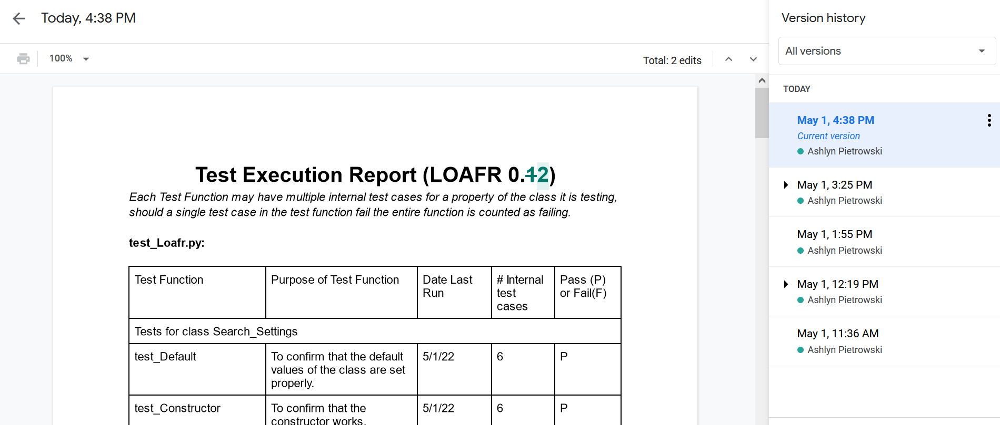 Today, 4:38 PM
100%
Total: 2 edits
Test Execution Report (LOAFR 0.12)
Each Test Function may have multiple internal test cases for a property of the class it is testing,
should a single test case in the test function fail the entire function is counted as failing.
test_Loafr.py:
Test Function
Purpose of Test Function
Date Last
Run
# Internal
test
cases
Pass (P)
or Fail(F)
Tests for class Search_Settings
test_Default
To confirm that the default
values of the class are set
properly.
5/1/22
6
P
test_Constructor
To confirm that the
constructor works.
5/1/22
6
P
Version history
All versions
TODAY
May 1, 4:38 PM
Current version
Ashlyn Pietrowski
May 1, 3:25 PM
Ashlyn Pietrowski
May 1, 1:55 PM
Ashlyn Pietrowski
May 1, 12:19 PM
Ashlyn Pietrowski
May 1, 11:36 AM
Ashlyn Pietrowski